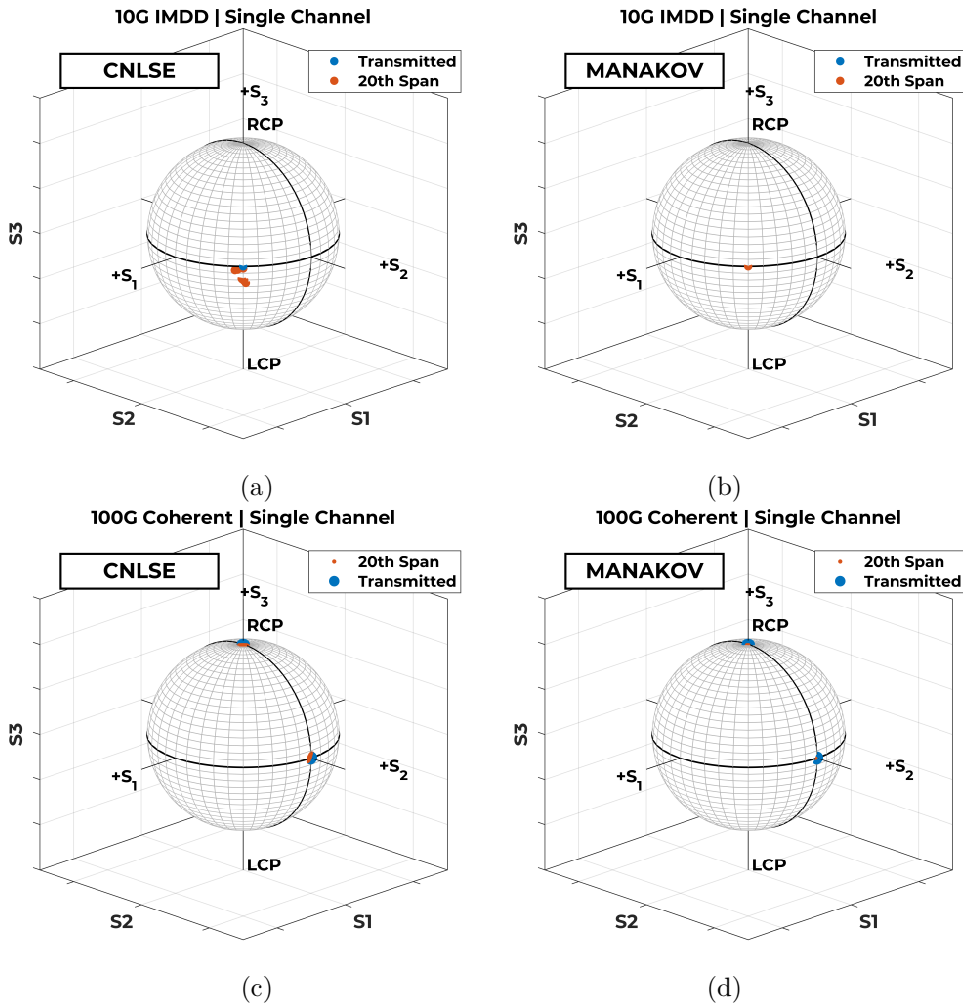 10G IMDD | Single Channel
CNLSE
Transmitted
20th Span
+S3
RCP
S3
+S1
+S2
LCP
S2
S1
(a)
10G IMDD | Single Channel
MANAKOV
Transmitted
20th Span
+S3
RCP
S3
+S1
+S2
LCP
S2
S1
(b)
100G Coherent | Single Channel
CNLSE
20th Span
Transmitted
+S3
RCP
S3
+S1
+S2
LCP
S2
S1
(c)
100G Coherent | Single Channel
MANAKOV
20th Span
Transmitted
+S3
RCP
S3
+S1
+S2
LCP
S2
S1
(d)